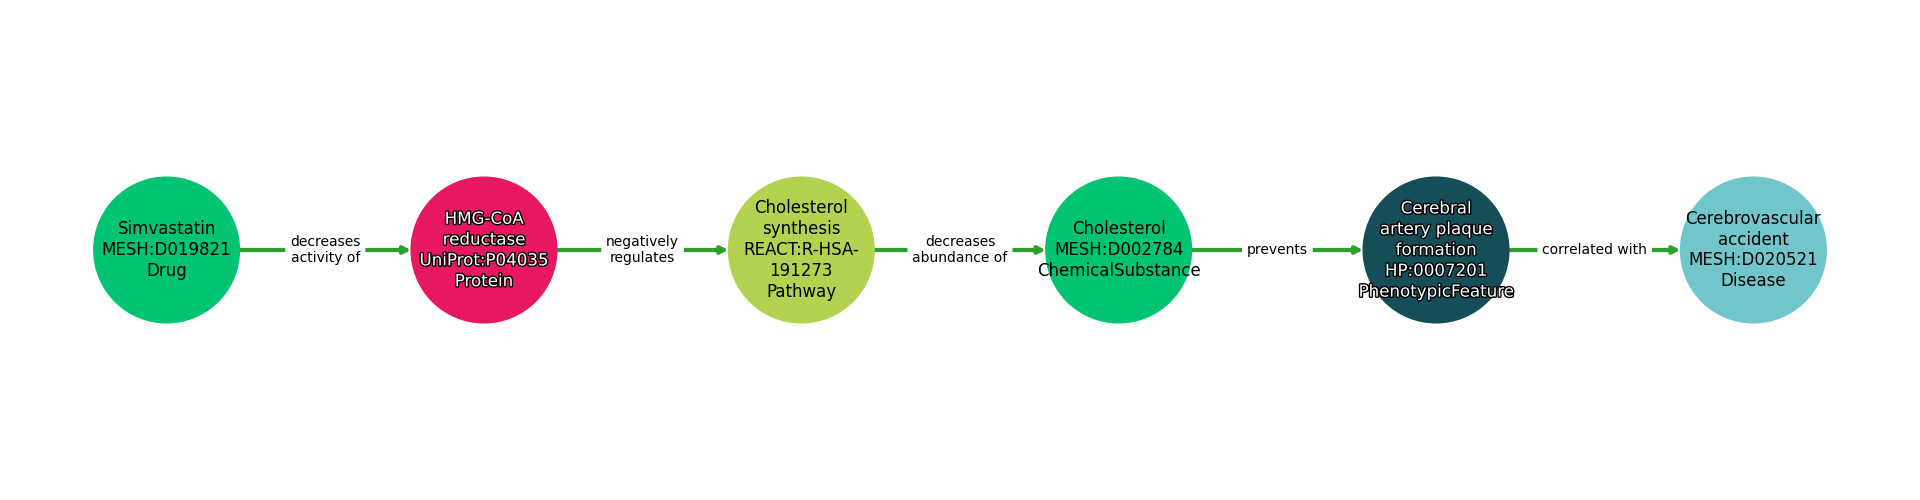 Simvastatin
MESH:D019821
Drug
decreases
activity of
HMG-CoA
reductase
UniProt:P04035
Protein
negatively
regulates
Cholesterol
synthesis
REACT:R-HSA-
191273
Pathway
decreases
abundance of
Cholesterol
MESH:D002784
ChemicalSubstance
prevents
Cerebral
artery plaque
formation
HP:0007201
PhenotypicFeature
correlated with
Cerebrovascular
accident
MESH:D020521
Disease